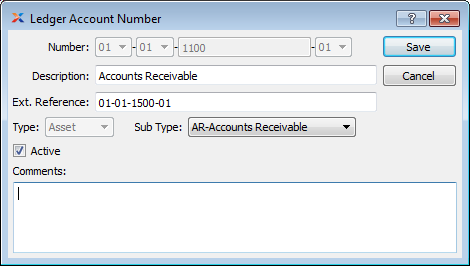 Ledger Account Number
Number: 01 - 01 - 1100 - 01 Save
Description: Accounts Receivable Cancel
Ext. Reference: 01-01-1500-01
Type: Asset Sub Type: AR-Accounts Receivable
Active
Comments: